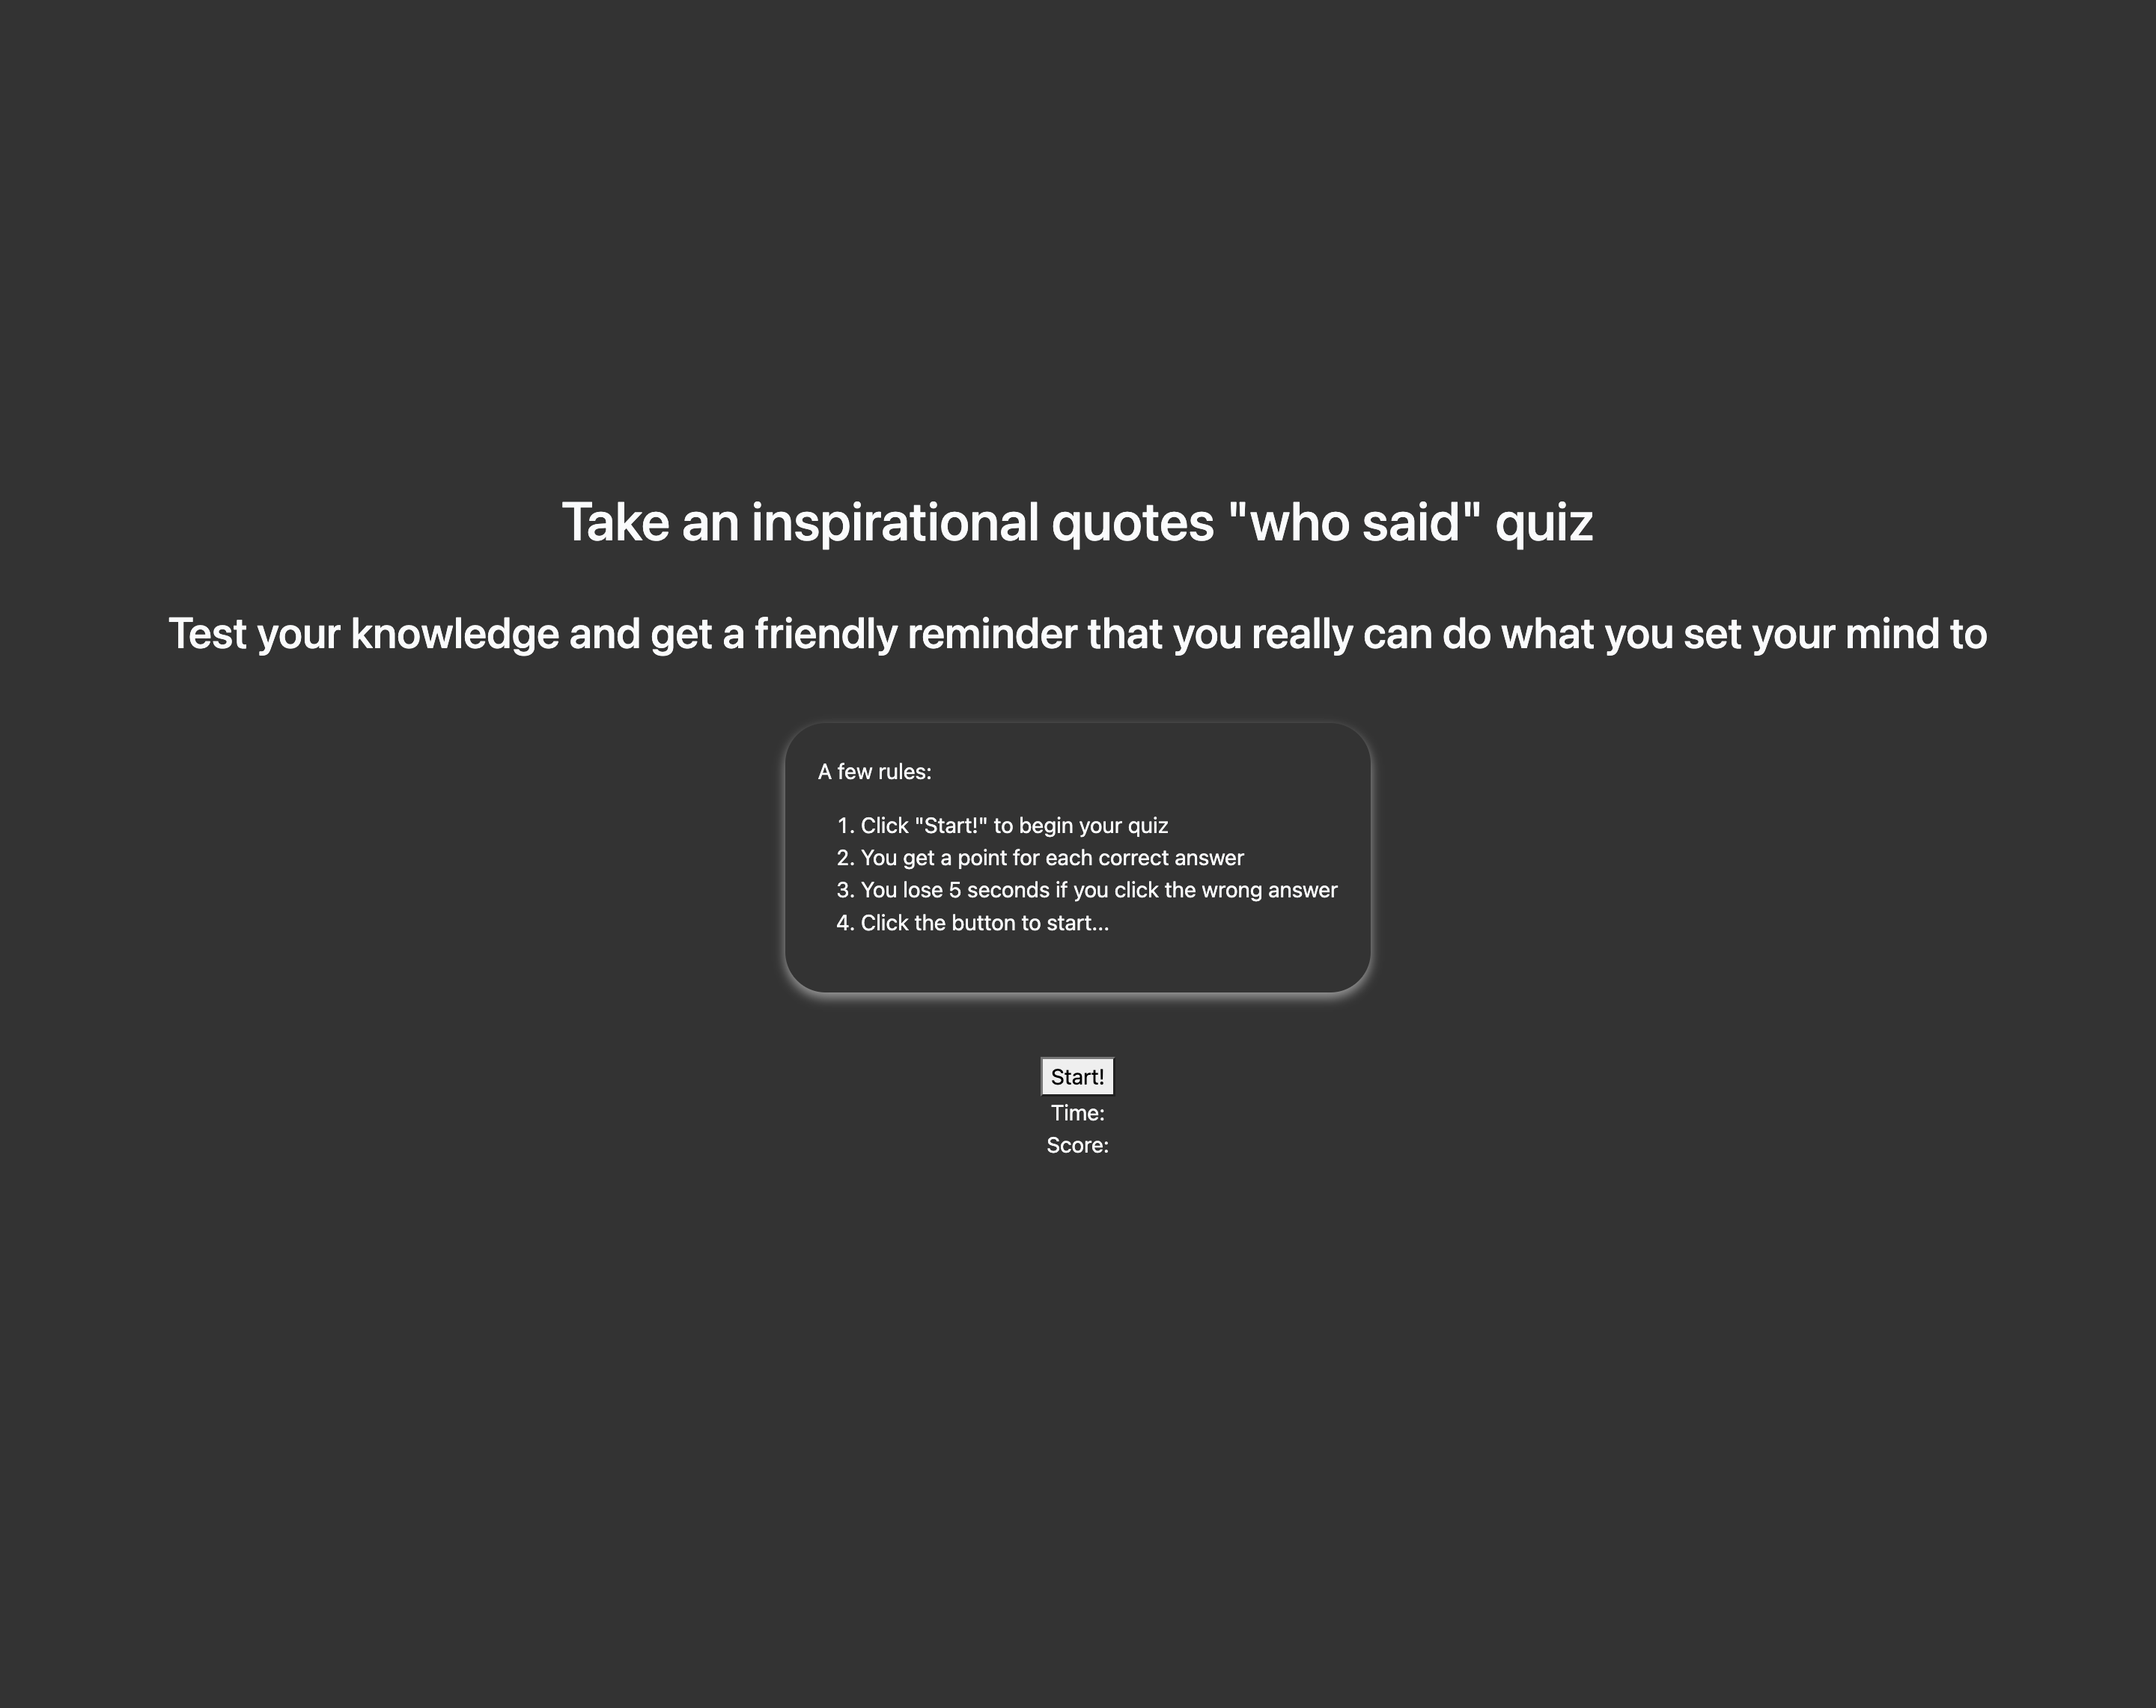 Take an inspirational quotes "who said" quiz
Test your knowledge and get a friendly reminder that you really can do what you set your mind to
A few rules:
1. Click "Start!" to begin your quiz
2. You get a point for each correct answer
3. You lose 5 seconds if you click the wrong answer
4. Click the button to start...
Start!
Time:
Score: